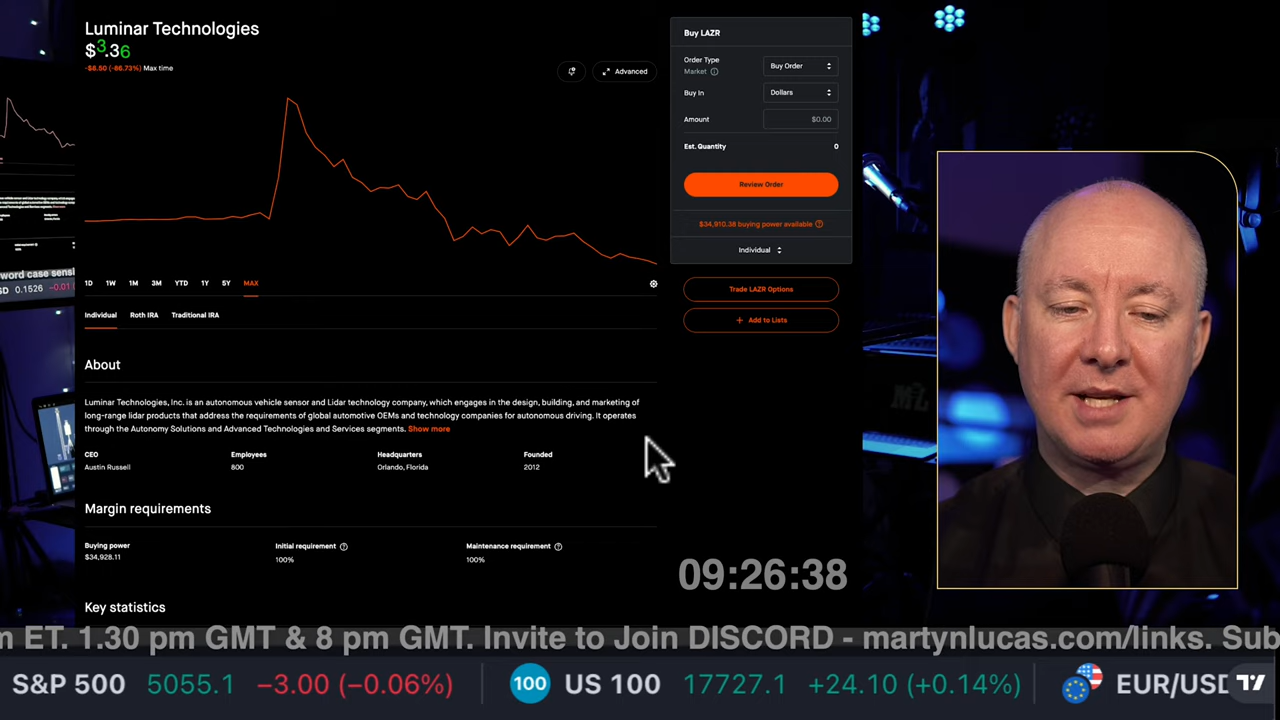 Luminar Technologies
$3.36
-$8.50 (-86.73%) Max time
Advanced
1D 1W 1M 3M YTD 1Y 5Y MAX
Individual Roth IRA Traditional IRA
About
Luminar Technologies, Inc. is an autonomous vehicle sensor and Lidar technology company, which engages in the design, building, and marketing of
long-range lidar products that address the requirements of global automotive OEMs and technology companies for autonomous driving. It operates
through the Autonomy Solutions and Advanced Technologies and Services segments. Show more
CEO Employees Headquarters Founded
Austin Russell 800 Orlando, Florida 2012
Margin requirements
Buying power Initial requirement Maintenance requirement
$34,928.11 100% 100%
Key statistics
Buy LAZR
Order Type
Market
Buy Order
Buy In Dollars
Amount $0.00
Est. Quantity 0
Review Order
$34,910.38 buying power available
Individual
Trade LAZR Options
+ Add to Lists
word case sensi
SD 0.1526 -0.01
ML
09:26:38
m ET. 1.30 pm GMT & 8 pm GMT. Invite to Join DISCORD - martynlucas.com/links. Sub
S&P 500 5055.1 −3.00 (−0.06%) 100 US 100 17727.1 +24.10 (+0.14%) EUR/USD